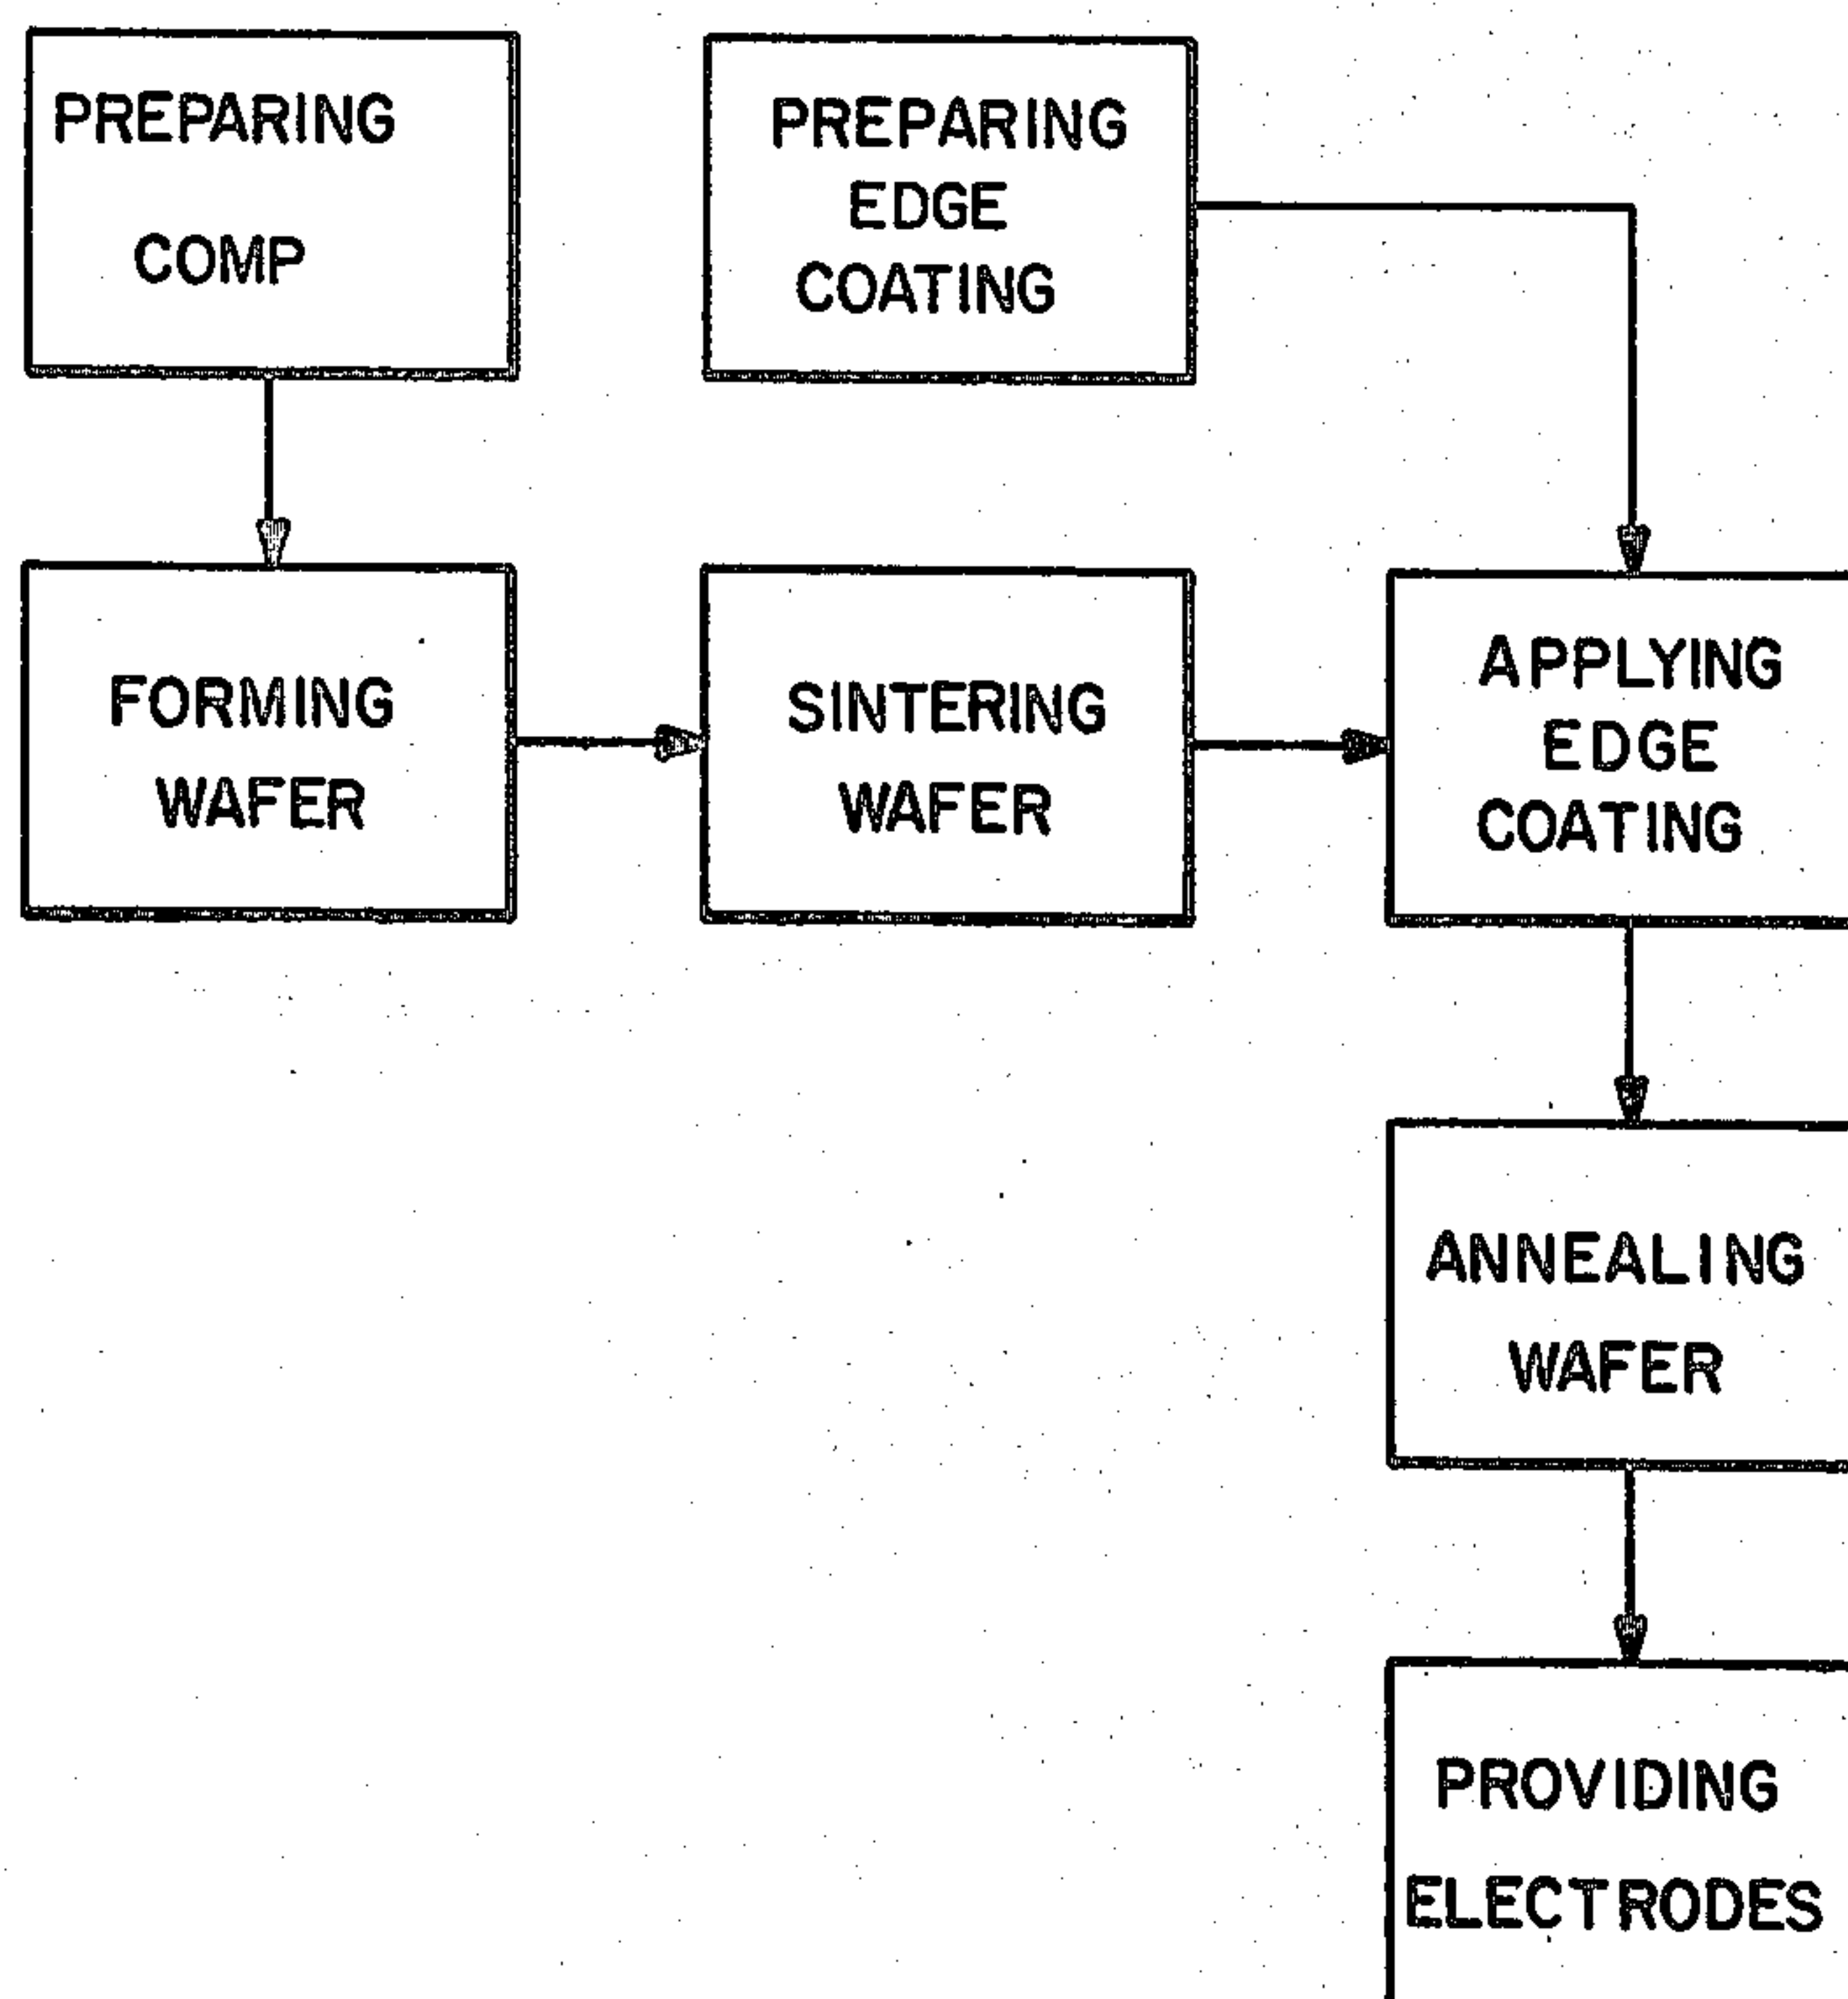 PREPARING
COMP
PREPARING
EDGE
COATING
FORMING
WAFER
SINTERING
WAFER
APPLYING
EDGE
COATING
ANNEALING
WAFER
PROVIDING
ELECTRODES